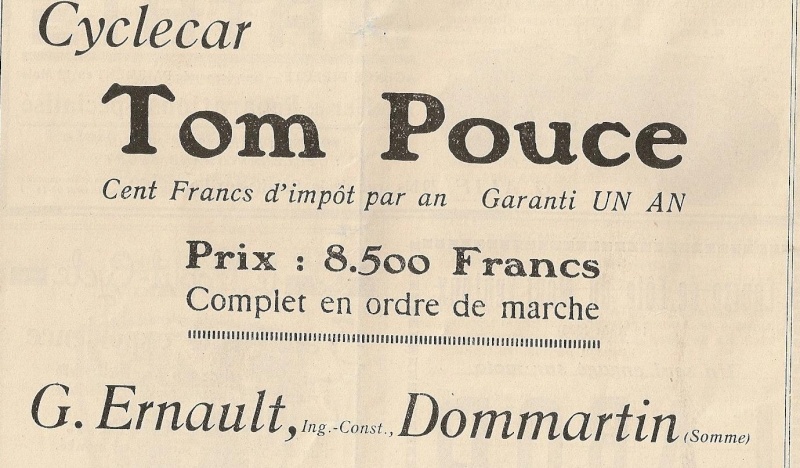 Cyclecar
Tom Pouce
Cent Francs d'impôt par an Garanti UN AN
Prix : 8.500 Francs
Complet en ordre de marche
G. Ernault, Ing.-Const., Dommartin (Somme)